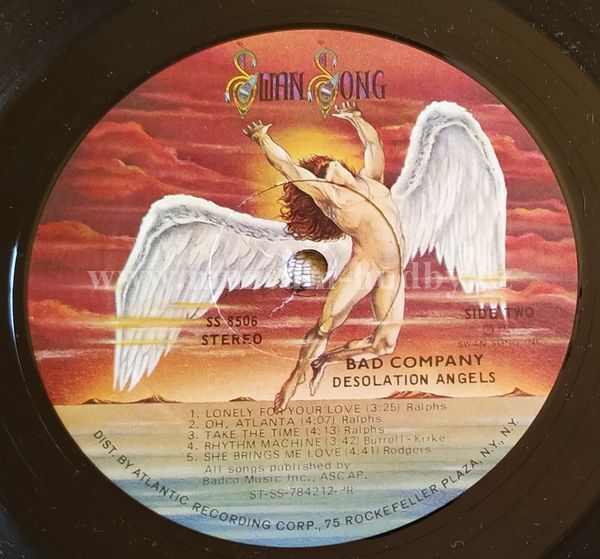 SWAN SONG
SS 8506
STEREO
SIDE TWO
SWAN SONG INC.
BAD COMPANY
DESOLATION ANGELS
1. LONELY FOR YOUR LOVE (3:25) Ralphs
2. OH, ATLANTA (4:07) Ralphs
3. TAKE THE TIME (4:13) Ralphs
4. RHYTHM MACHINE (3:42) Burrell - Kirke
5. SHE BRINGS ME LOVE (4:41) Rodgers
All songs published by
Badco Music Inc., ASCAP.
ST-SS-784212-PR
DIST. BY ATLANTIC RECORDING CORP., 75 ROCKEFELLER PLAZA, N.Y., N.Y.